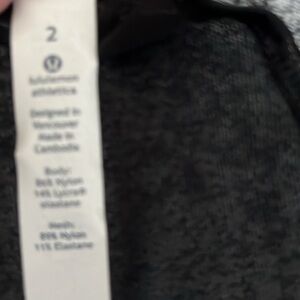 2
lululemon
athletica
Designed in
Vancouver
Made in
Cambodia
Body:
86% Nylon
14% Lycra®
elastane
Mesh:
89% Nylon
11% Elastane